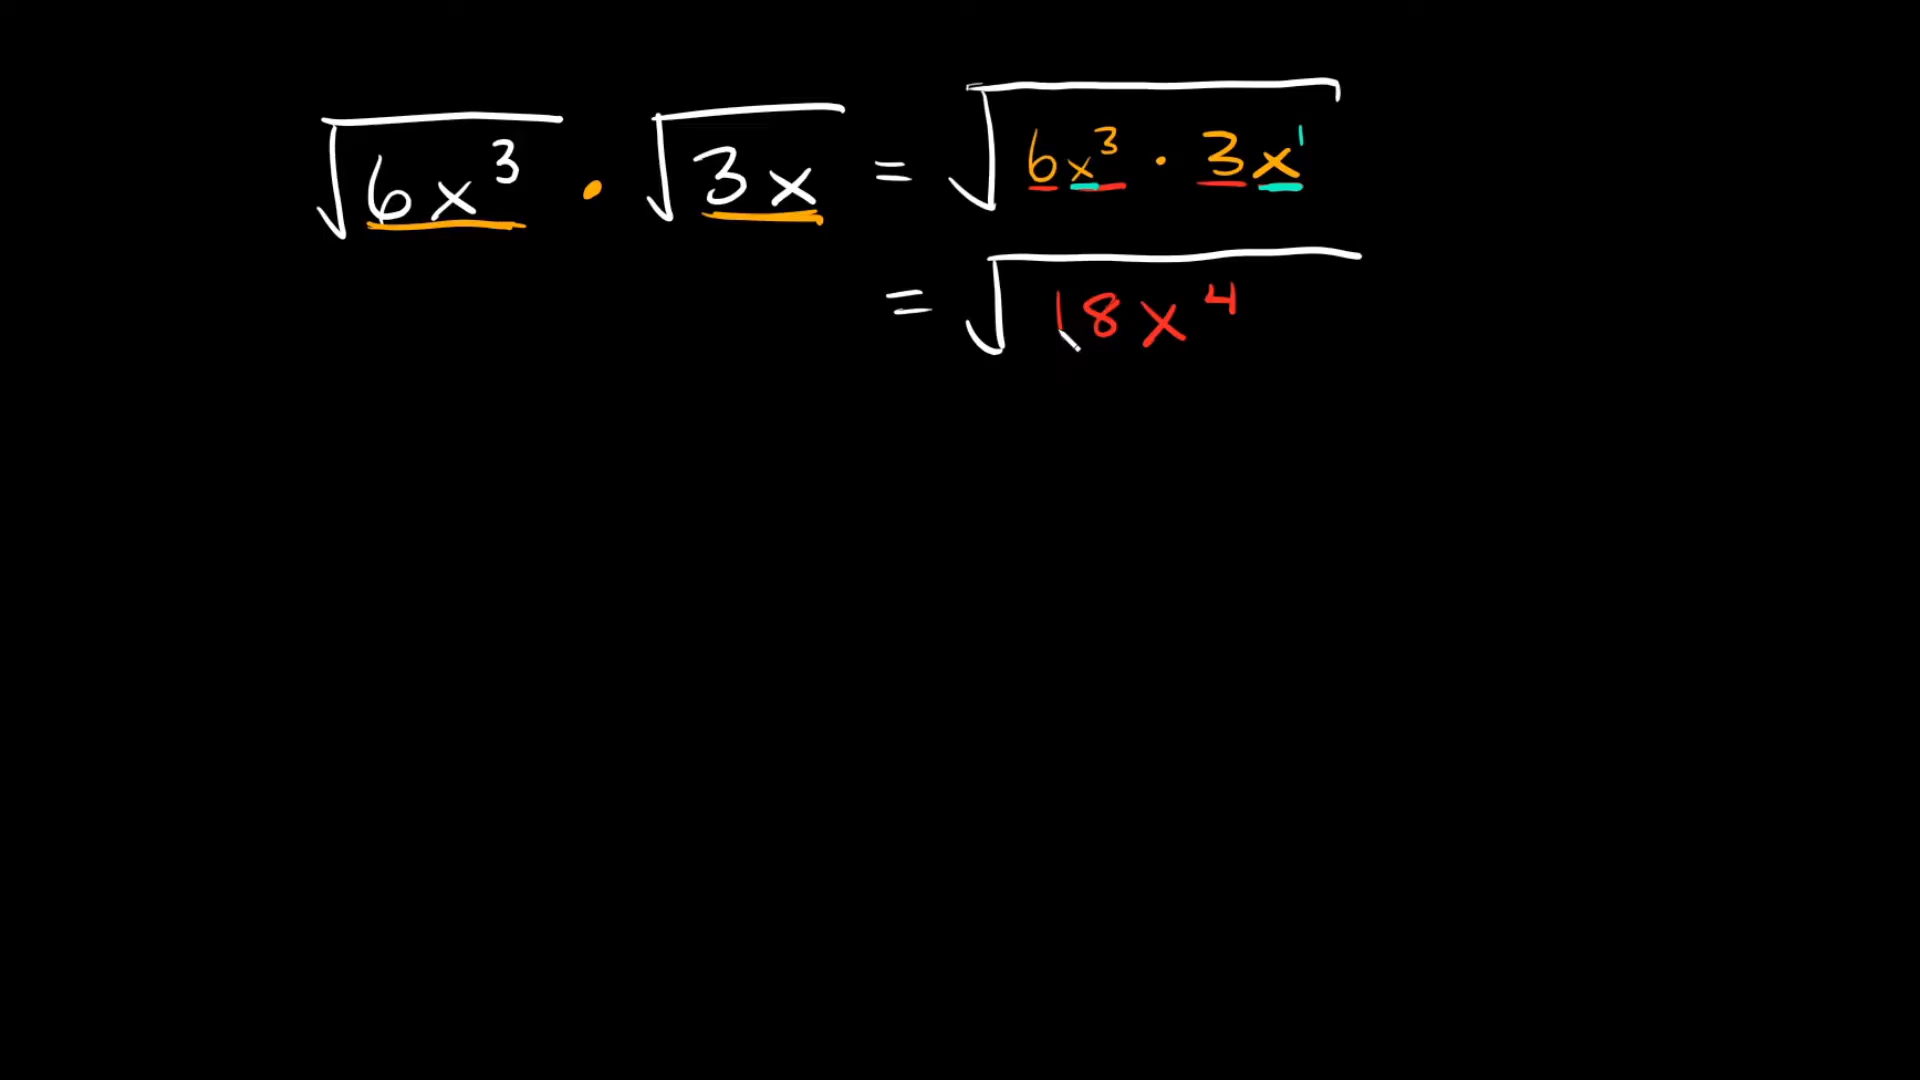 √6x³ · √3x = √6x³ · 3x¹
= √18x⁴